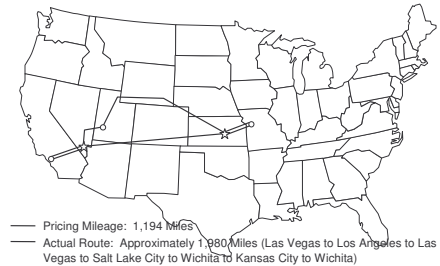 Pricing Mileage: 1,194 Miles
Actual Route: Approximately 1,980 Miles (Las Vegas to Los Angeles to Las
Vegas to Salt Lake City to Wichita to Kansas City to Wichita)